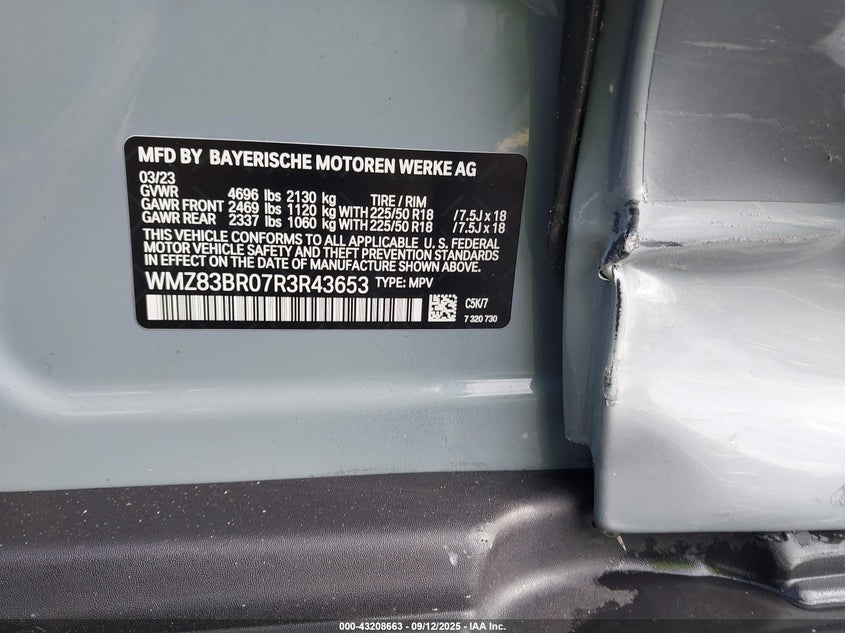 MFD BY BAYERISCHE MOTOREN WERKE AG
03/23
GVWR 4696 lbs 2130 kg TIRE / RIM
GAWR FRONT 2469 lbs 1120 kg WITH 225/50 R18 /7.5J x 18
GAWR REAR 2337 lbs 1060 kg WITH 225/50 R18 /7.5J x 18
THIS VEHICLE CONFORMS TO ALL APPLICABLE U. S. FEDERAL
MOTOR VEHICLE SAFETY AND THEFT PREVENTION STANDARDS
IN EFFECT ON THE DATE OF MANUFACTURE SHOWN ABOVE.
WMZ83BR07R3R43653 TYPE: MPV
C5K/7
7 320 730
000-43208663 - 09/12/2025 - IAA Inc.